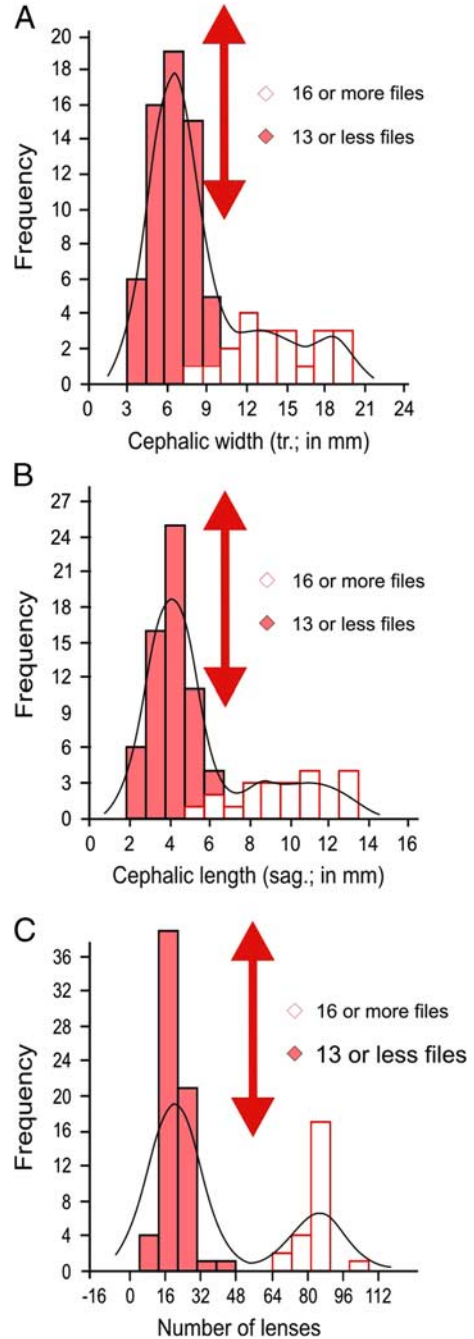 A
20
18
16
14
12
10
8
6
4
2
0
Frequency
16 or more files
13 or less files
0 3 6 9 12 15 18 21 24
Cephalic width (tr.; in mm)
B
27
24
21
18
15
12
9
6
3
0
Frequency
16 or more files
13 or less files
0 2 4 6 8 10 12 14 16
Cephalic length (sag.; in mm)
C
36
32
28
24
20
16
12
8
4
0
Frequency
16 or more files
13 or less files
-16 0 16 32 48 64 80 96 112
Number of lenses